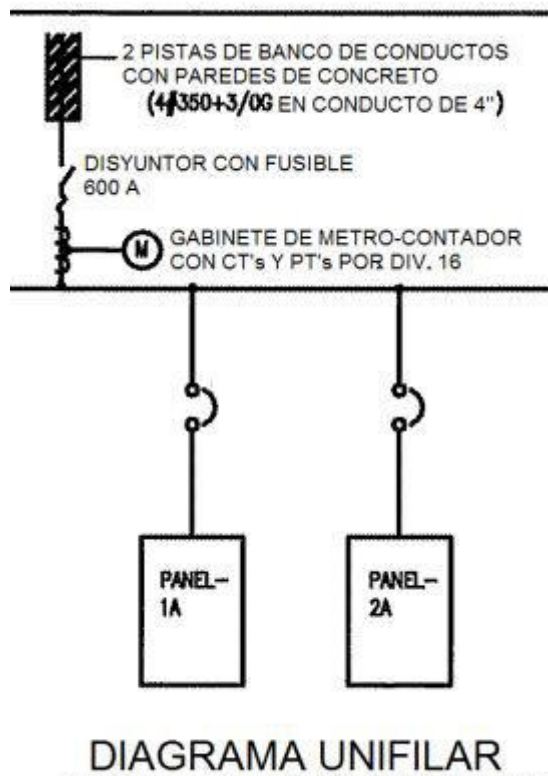 2 PISTAS DE BANCO DE CONDUCTOS
CON PAREDES DE CONCRETO
(4#350+3/0G EN CONDUCTO DE 4")
DISYUNTOR CON FUSIBLE
600 A
M
GABINETE DE METRO-CONTADOR
CON CT's Y PT's POR DIV. 16
PANEL-
1A
PANEL-
2A
DIAGRAMA UNIFILAR